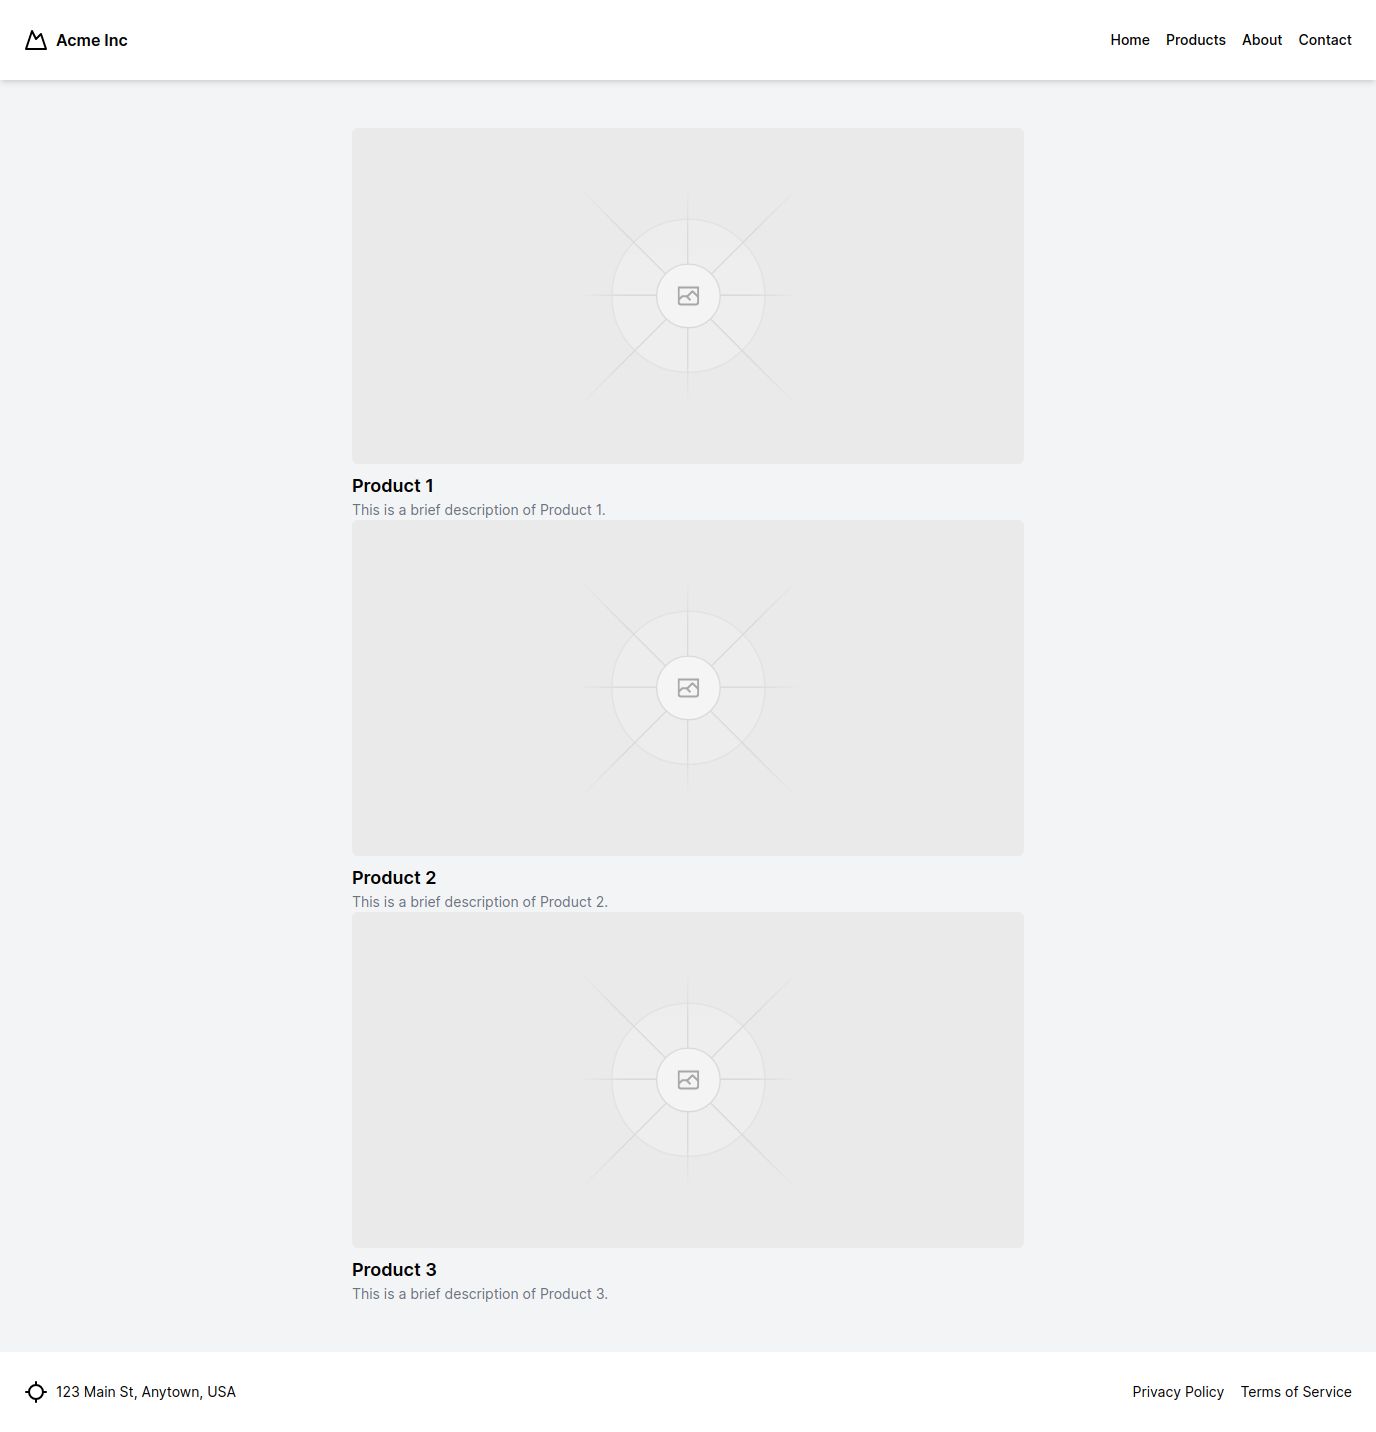 Acme Inc
Home Products About Contact
Product 1
This is a brief description of Product 1.
Product 2
This is a brief description of Product 2.
Product 3
This is a brief description of Product 3.
123 Main St, Anytown, USA
Privacy Policy Terms of Service